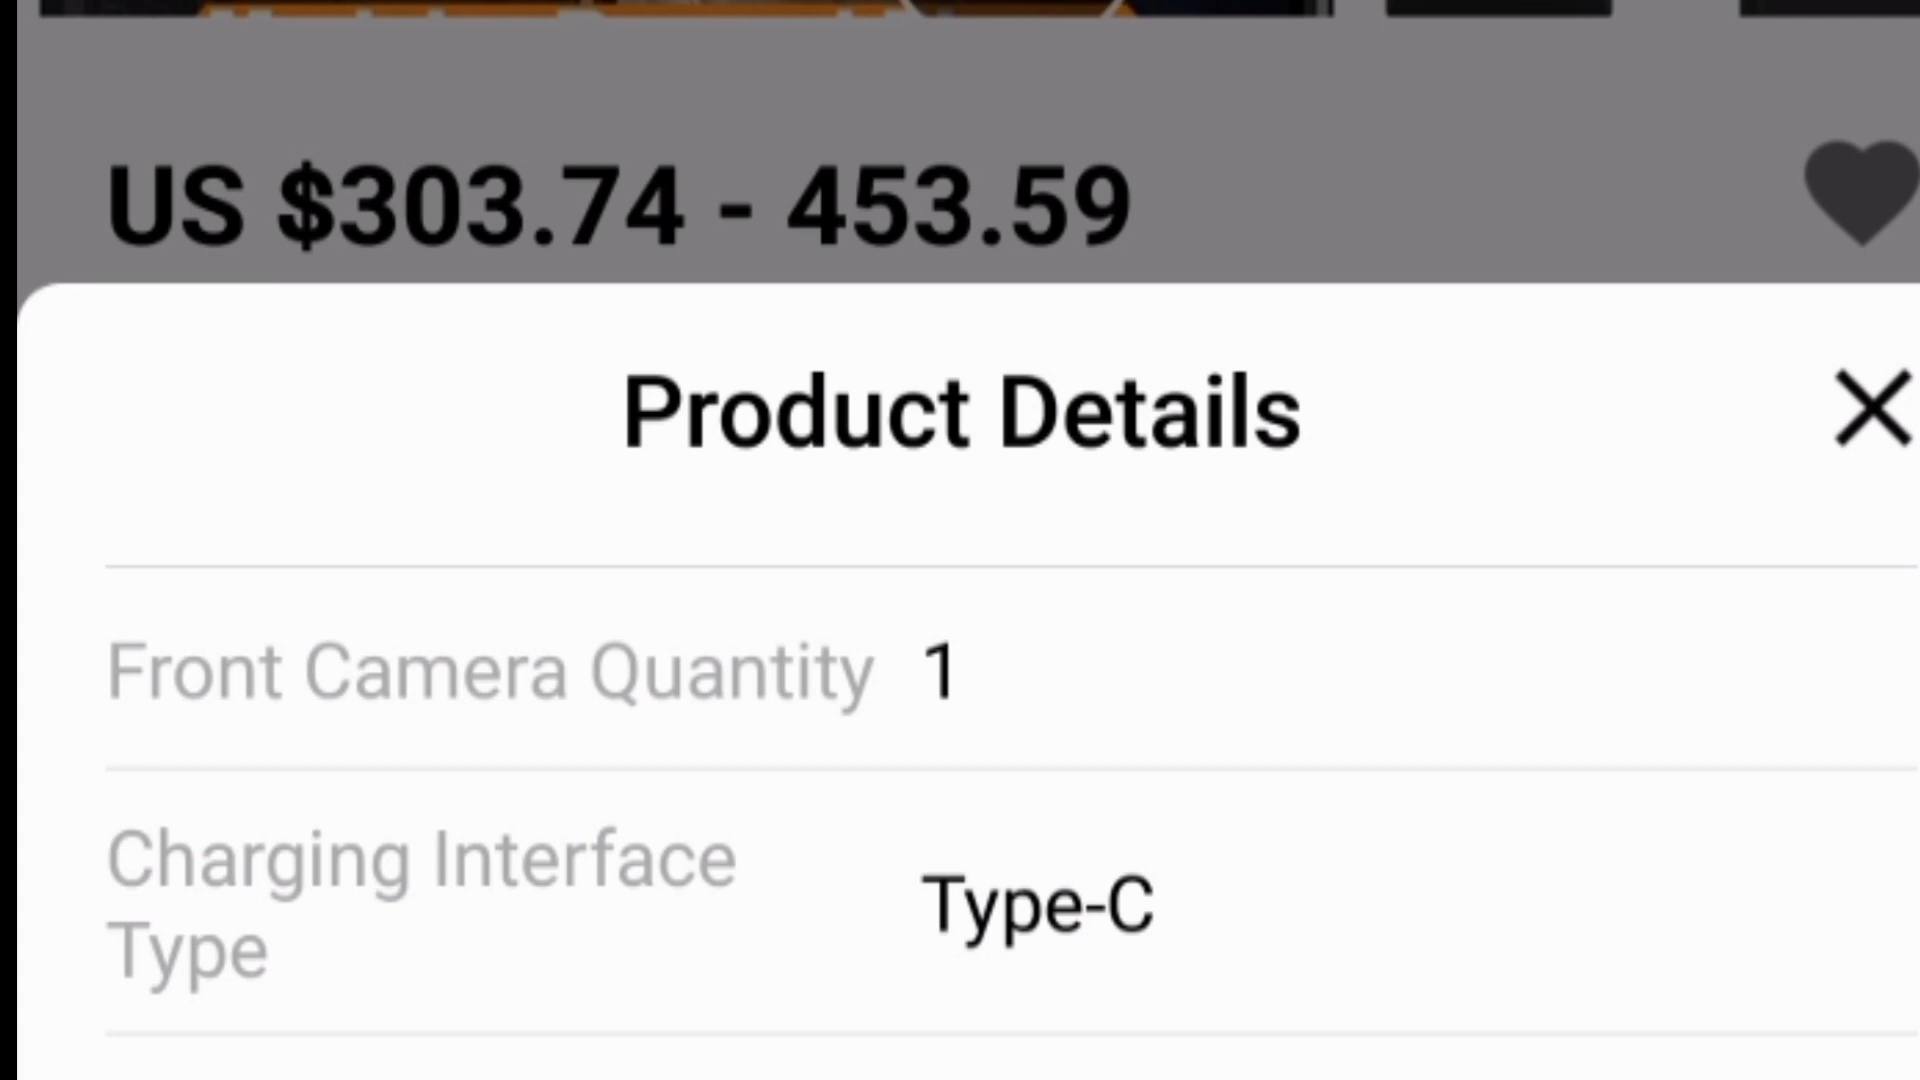 US $303.74 - 453.59
Product Details
Front Camera Quantity 1
Charging Interface
Type
Type-C